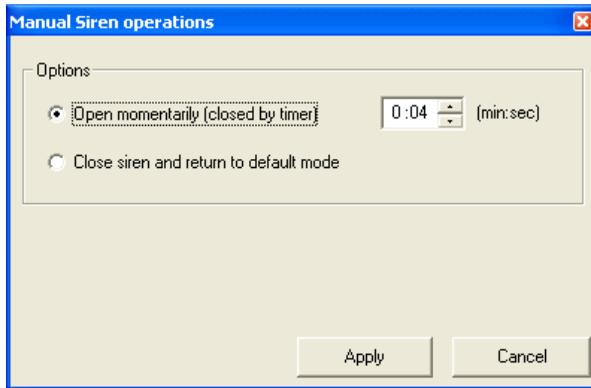 Manual Siren operations
Options
Open momentarily (closed by timer) 0:04 (min:sec)
Close siren and return to default mode
Apply Cancel